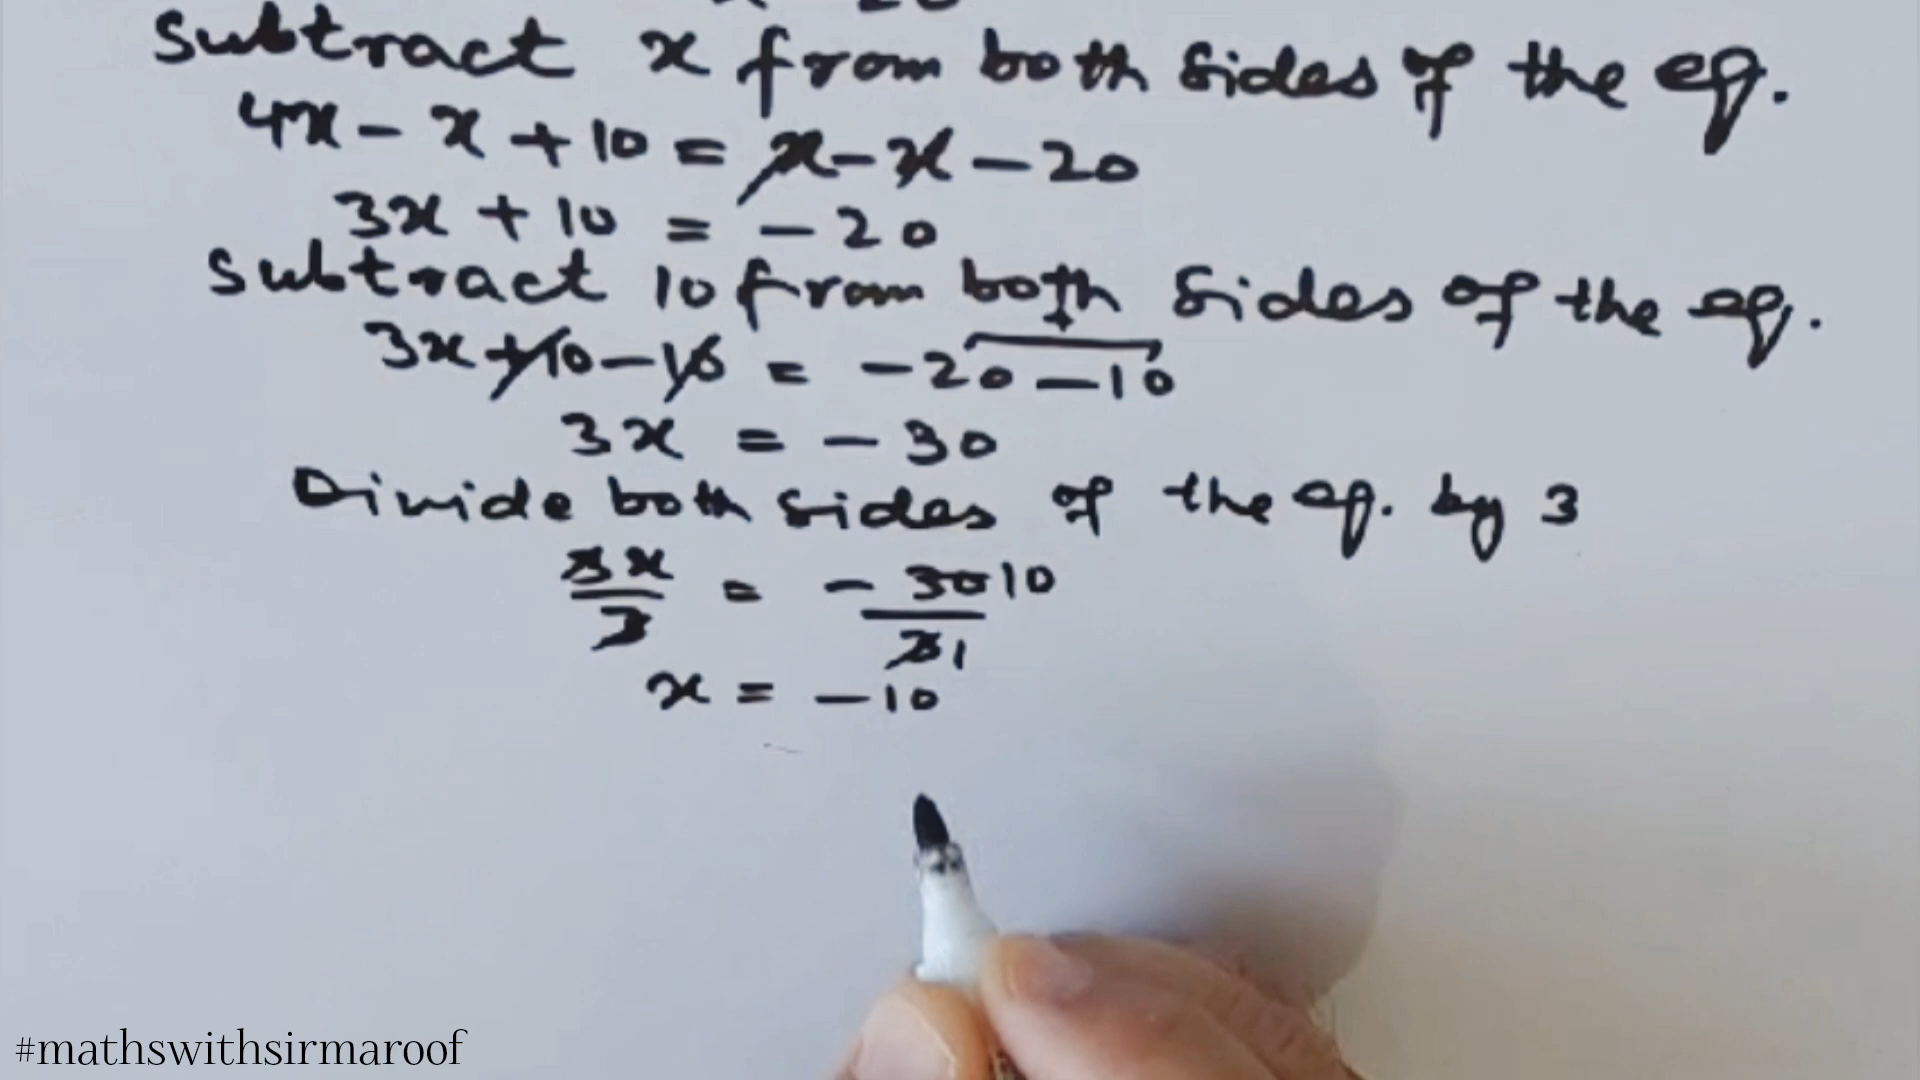 Subtract x from both sides of the eq.
4x - x + 10 = x - x - 20
3x + 10 = - 20
Subtract 10 from both sides of the eq.
+
3x + 10 - 10 = - 20 - 10
3x = - 30
Divide both sides of the eq. by 3
3x = - 30 10
3 3 1
x = - 10
#mathswithsirmaroof